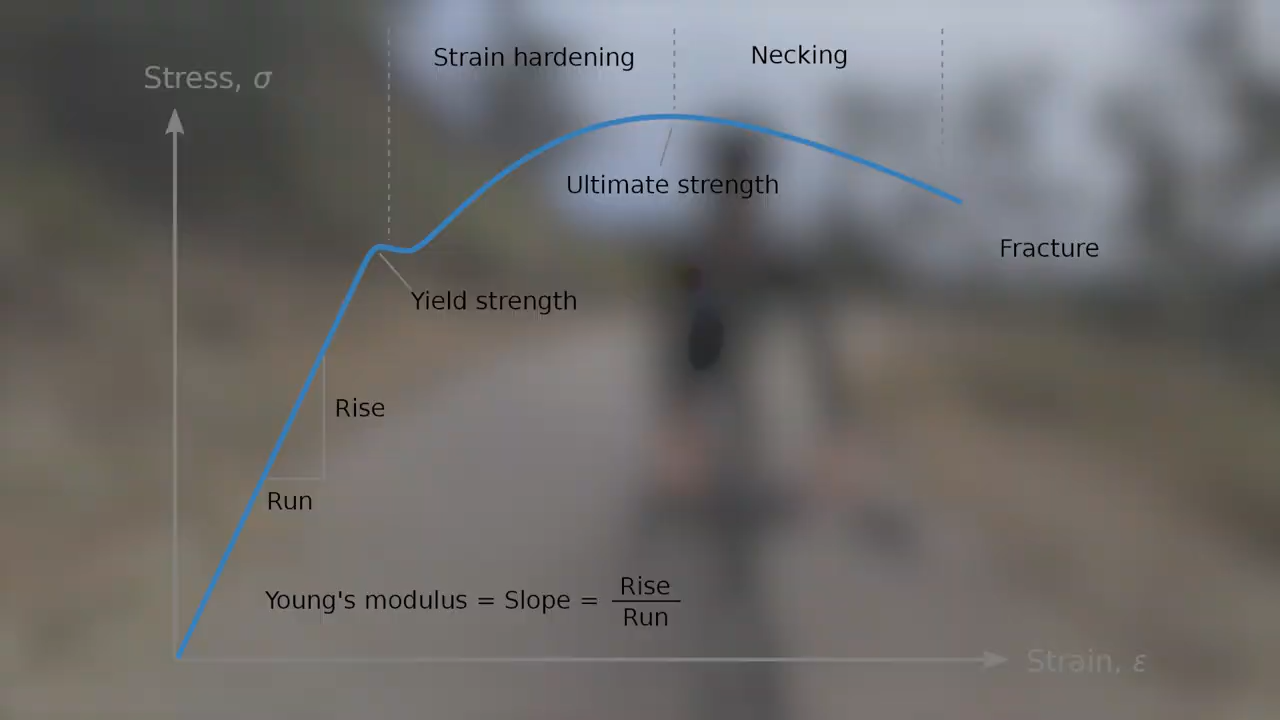 Strain hardening
Necking
Stress, σ
Ultimate strength
Fracture
Yield strength
Rise
Run
Young's modulus = Slope = Rise
Run
Strain, ε